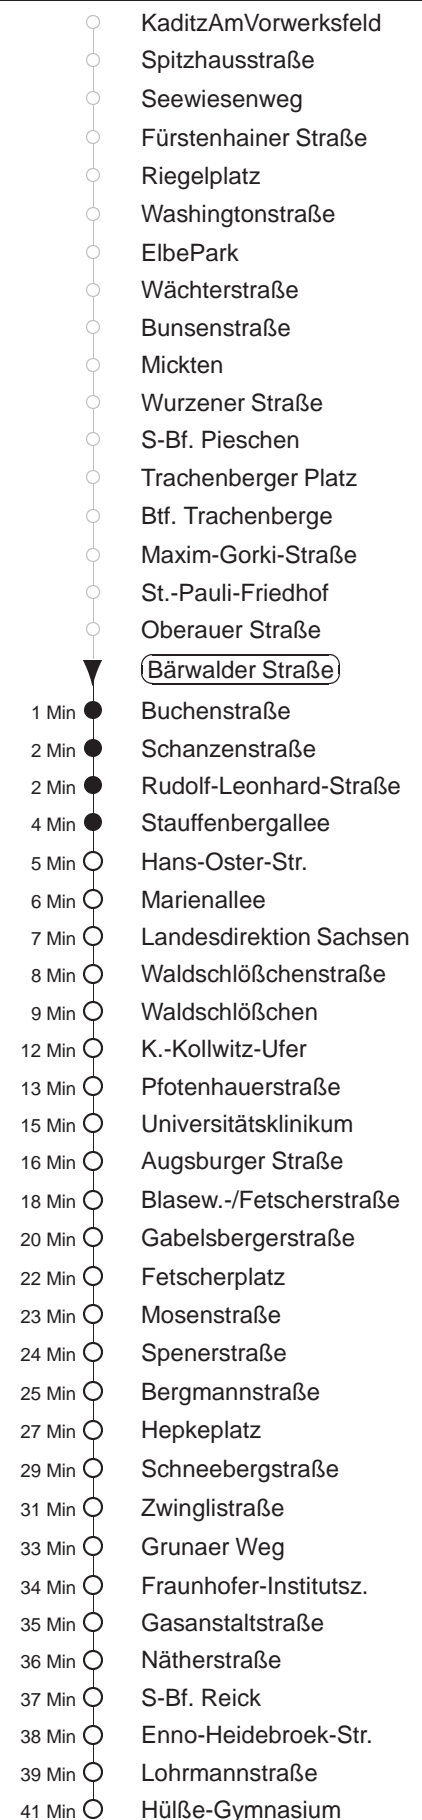 KaditzAmVorwerksfeld
Spitzhausstraße
Seewiesenweg
Fürstenhainer Straße
Riegelplatz
Washingtonstraße
ElbePark
Wächterstraße
Bunsenstraße
Mickten
Wurzener Straße
S-Bf. Pieschen
Trachenberger Platz
Btf. Trachenberge
Maxim-Gorki-Straße
St.-Pauli-Friedhof
Oberauer Straße
Bärwalder Straße
1 Min Buchenstraße
2 Min Schanzenstraße
2 Min Rudolf-Leonhard-Straße
4 Min Stauffenbergallee
5 Min Hans-Oster-Str.
6 Min Marienallee
7 Min Landesdirektion Sachsen
8 Min Waldschlößchenstraße
9 Min Waldschlößchen
12 Min K.-Kollwitz-Ufer
13 Min Pfotenhauerstraße
15 Min Universitätsklinikum
16 Min Augsburger Straße
18 Min Blasew.-/Fetscherstraße
20 Min Gabelsbergerstraße
22 Min Fetscherplatz
23 Min Mosenstraße
24 Min Spenerstraße
25 Min Bergmannstraße
27 Min Hepkeplatz
29 Min Schneebergstraße
31 Min Zwinglistraße
33 Min Grunaer Weg
34 Min Fraunhofer-Institutsz.
35 Min Gasanstaltstraße
36 Min Nätherstraße
37 Min S-Bf. Reick
38 Min Enno-Heidebroek-Str.
39 Min Lohrmannstraße
41 Min Hülße-Gymnasium